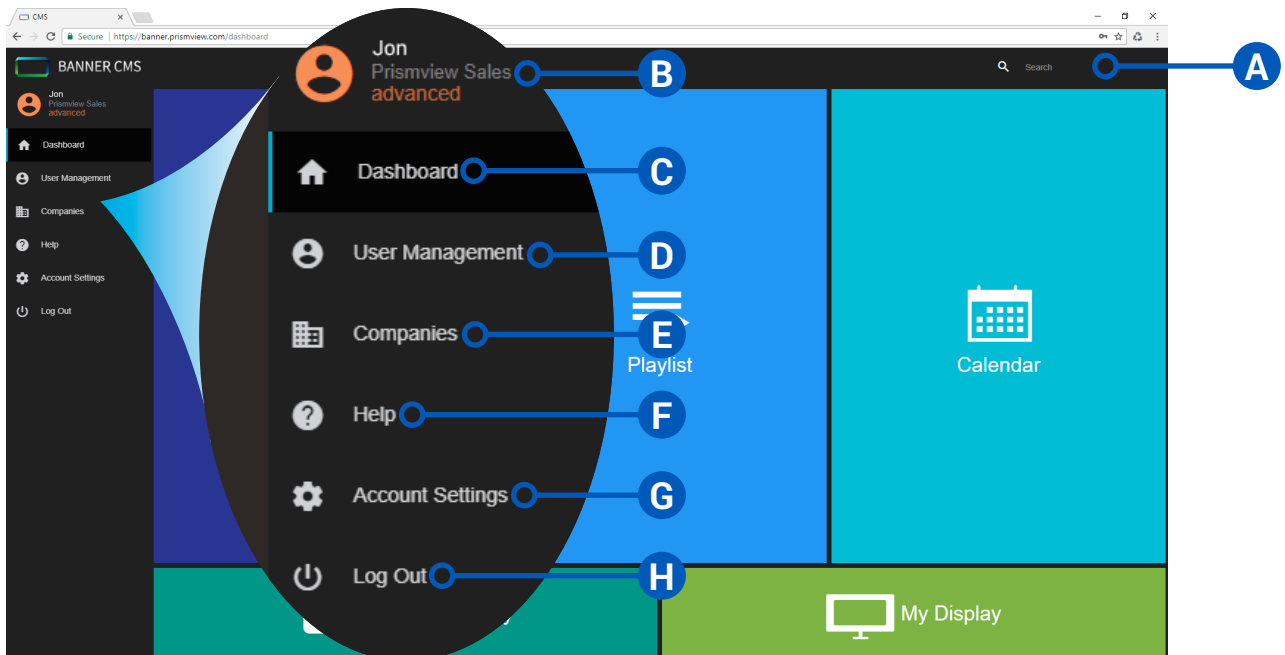 CMS
Secure | https://banner.prismview.com/dashboard
BANNER CMS
Search
A
Jon
Prismview Sales
advanced
Dashboard
User Management
Companies
Help
Account Settings
Log Out
Jon
Prismview Sales
advanced
B
Dashboard
C
User Management
D
Companies
E
Help
F
Account Settings
G
Log Out
H
Playlist
Calendar
My Display